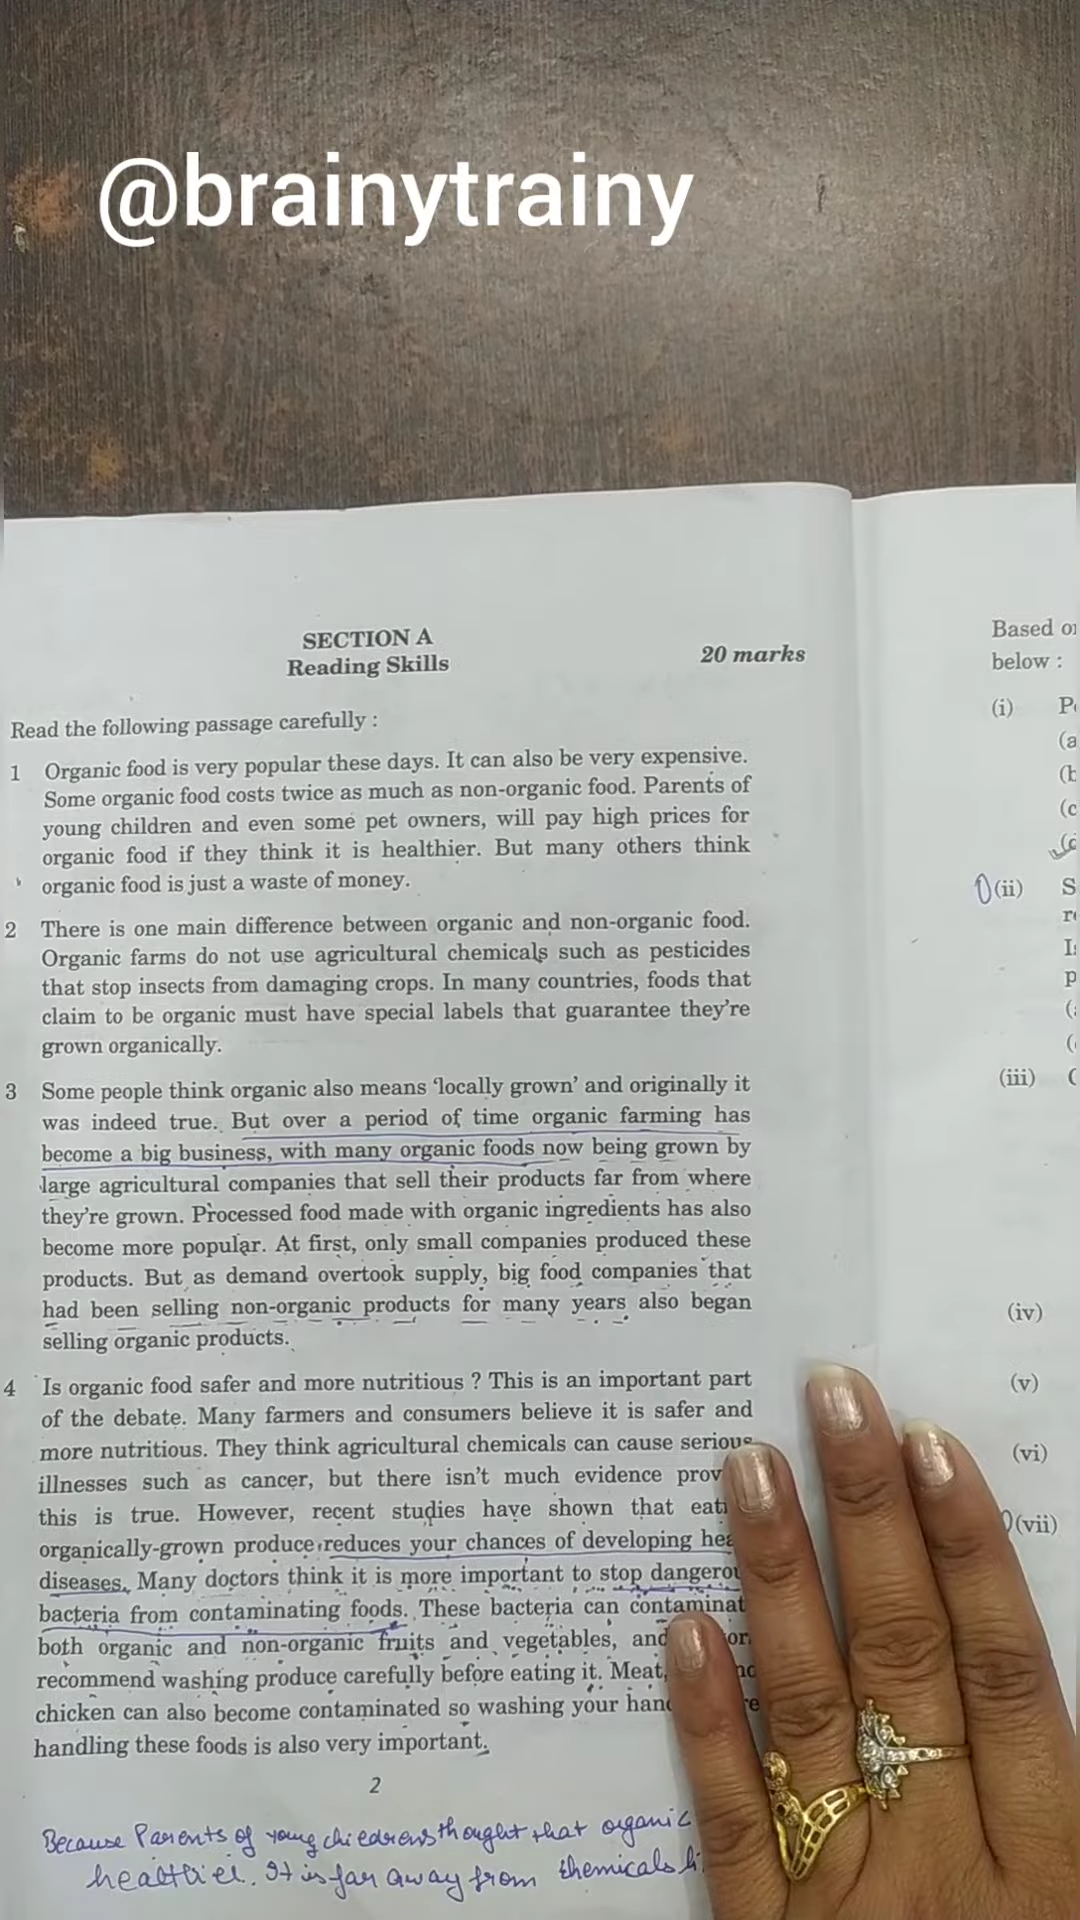 @brainytrainy
SECTION A
Reading Skills
20 marks
Read the following passage carefully :
1 Organic food is very popular these days. It can also be very expensive.
Some organic food costs twice as much as non-organic food. Parents of
young children and even some pet owners, will pay high prices for
organic food if they think it is healthier. But many others think
organic food is just a waste of money.
2 There is one main difference between organic and non-organic food.
Organic farms do not use agricultural chemicals such as pesticides
that stop insects from damaging crops. In many countries, foods that
claim to be organic must have special labels that guarantee they're
grown organically.
3 Some people think organic also means 'locally grown' and originally it
was indeed true. But over a period of time organic farming has
become a big business, with many organic foods now being grown by
large agricultural companies that sell their products far from where
they're grown. Processed food made with organic ingredients has also
become more popular. At first, only small companies produced these
products. But as demand overtook supply, big food companies that
had been selling non-organic products for many years also began
selling organic products.
4 Is organic food safer and more nutritious ? This is an important part
of the debate. Many farmers and consumers believe it is safer and
more nutritious. They think agricultural chemicals can cause serious
illnesses such as cancer, but there isn't much evidence prov
this is true. However, recent studies have shown that eati
organically-grown produce reduces your chances of developing hea
diseases. Many doctors think it is more important to stop dangerou
bacteria from contaminating foods. These bacteria can contaminat
both organic and non-organic fruits and vegetables, and
recommend washing produce carefully before eating it. Meat,
chicken can also become contaminated so washing your han
handling these foods is also very important.
2
Because Parents of young childrens thought that organic
healthier. It is far away from chemicals
Based
below :
(i)
(ii)
(iii)
(iv)
(v)
(vi)
(vii)